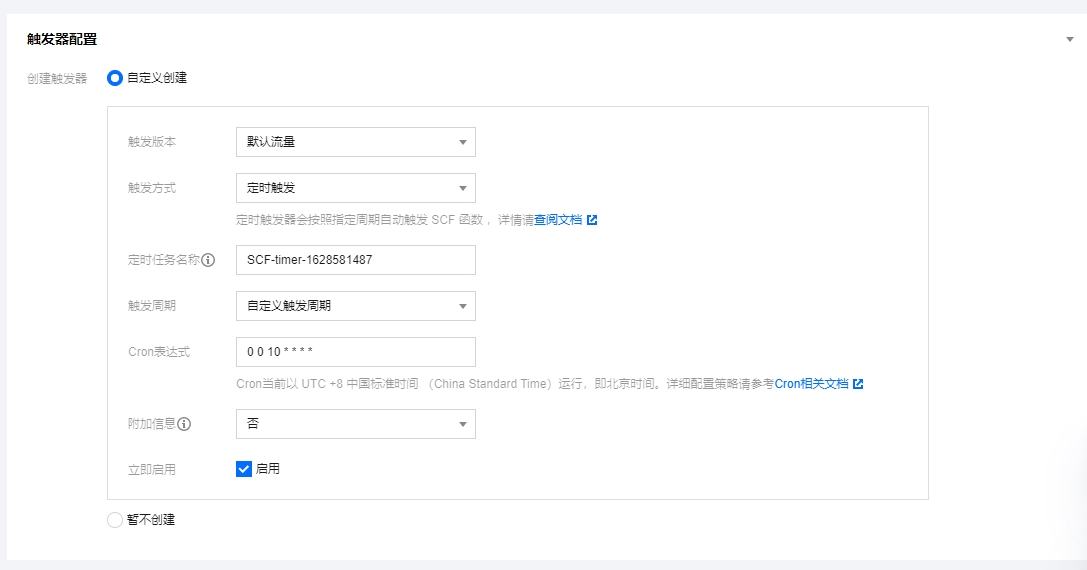 触发器配置
创建触发器 自定义创建
触发版本 默认流量
触发方式 定时触发
定时触发器会按照指定周期自动触发 SCF 函数，详情请查阅文档
定时任务名称 SCF-timer-1628581487
触发周期 自定义触发周期
Cron表达式 0 0 10 * * * *
Cron当前以 UTC +8 中国标准时间 （China Standard Time）运行，即北京时间。详细配置策略请参考Cron相关文档
附加信息 否
立即启用 启用
暂不创建